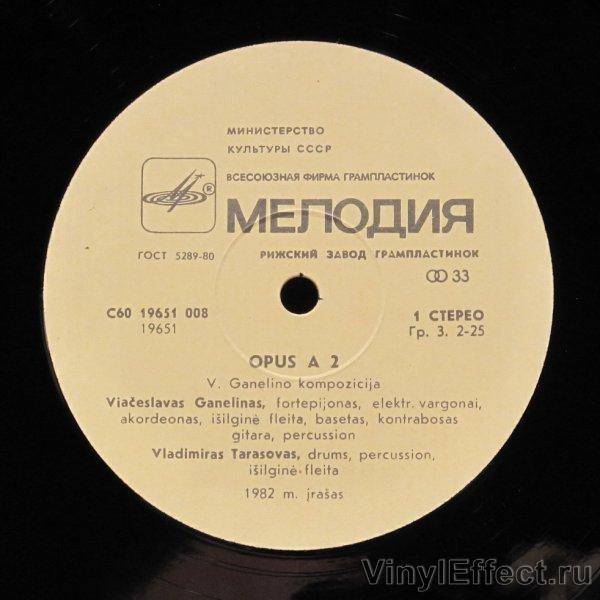 МИНИСТЕРСТВО
КУЛЬТУРЫ СССР
ВСЕСОЮЗНАЯ ФИРМА ГРАМПЛАСТИНОК
®
МЕЛОДИЯ
ГОСТ 5289-80
РИЖСКИЙ ЗАВОД ГРАМПЛАСТИНОК
33
С60 19651 008
19651
1 СТЕРЕО
Гр. 3. 2-25
OPUS A 2
V. Ganelino kompozicija
Viačeslavas Ganelinas, fortepijonas, elektr. vargonai,
akordeonas, išilginė fleita, basetas, kontrabosas
gitara, percussion
Vladimiras Tarasovas, drums, percussion,
išilginė fleita
1982 m. įrašas
VinylEffect.ru